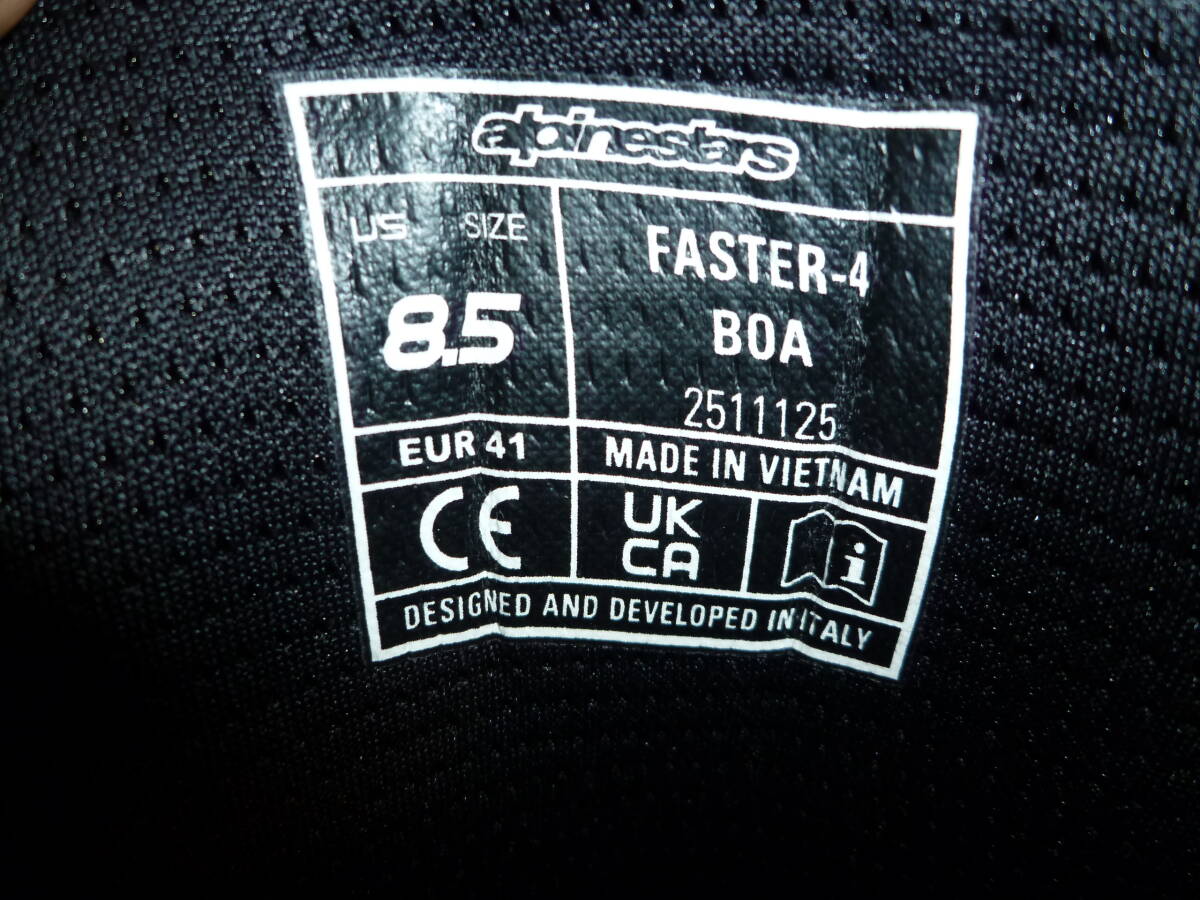 alpinestars
US SIZE
8.5
FASTER-4
BOA
2511125
EUR 41
MADE IN VIETNAM
CE
UK
CA
i
DESIGNED AND DEVELOPED IN ITALY